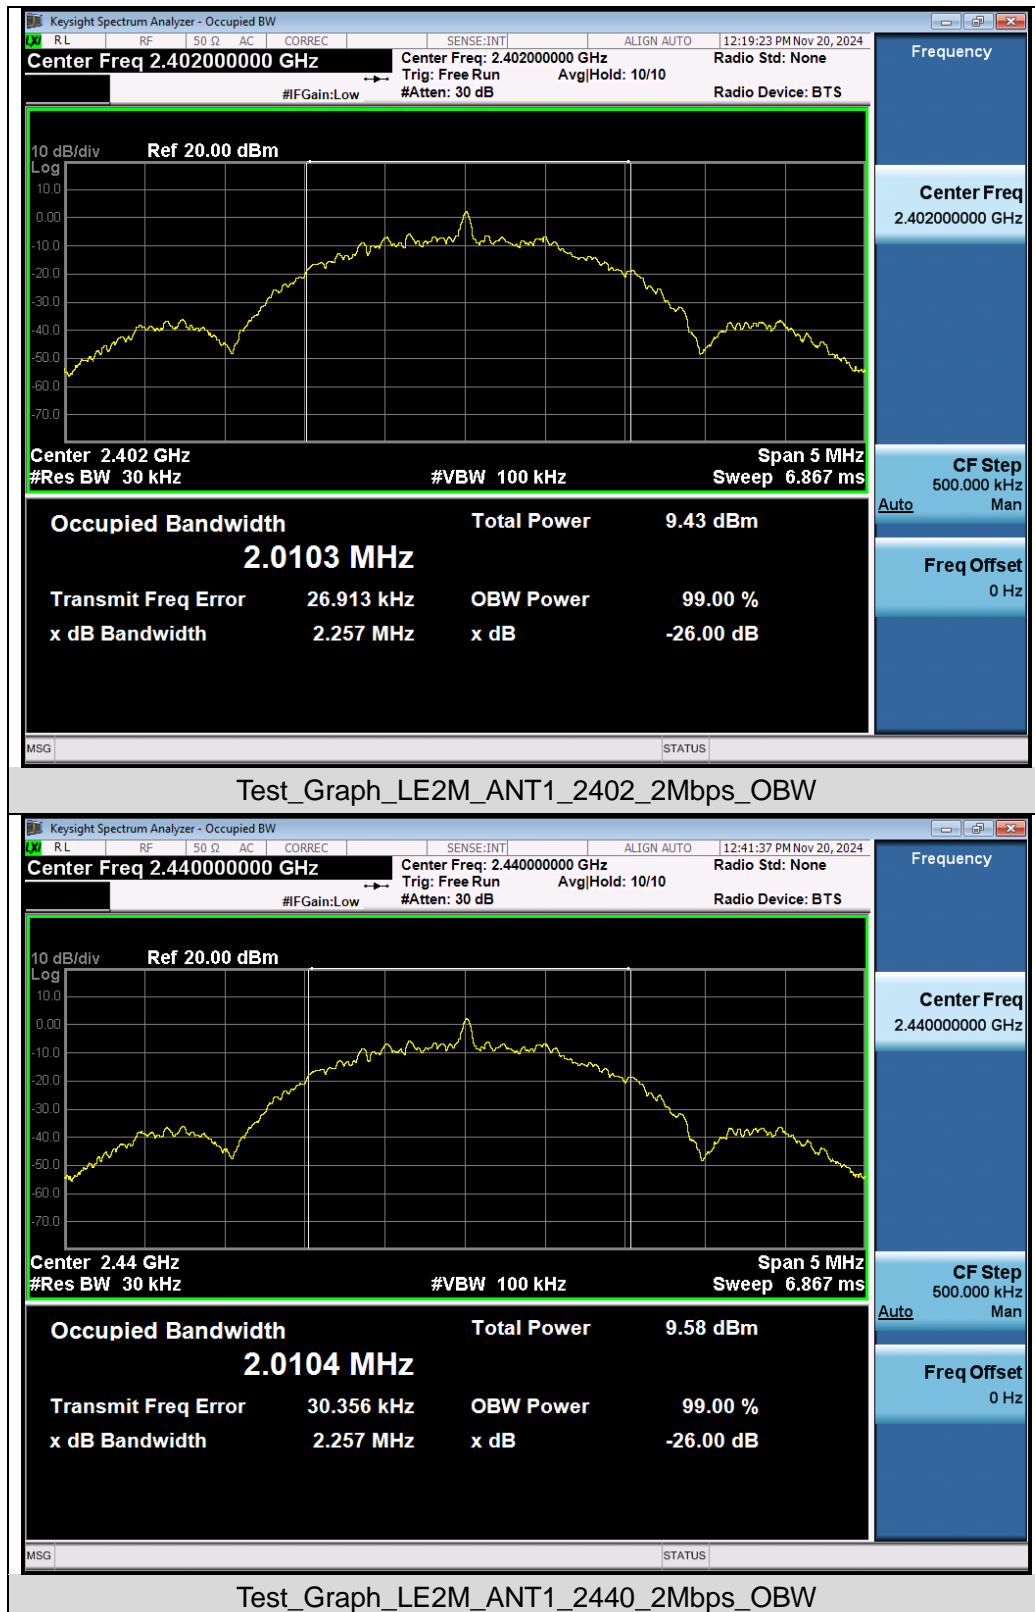 Keysight Spectrum Analyzer - Occupied BW
LXI RL RF 50 Ω AC CORREC SENSE:INT ALIGN AUTO 12:19:23 PM Nov 20, 2024
Center Freq 2.402000000 GHz Center Freq: 2.402000000 GHz Radio Std: None
Trig: Free Run Avg|Hold: 10/10
#IFGain:Low #Atten: 30 dB Radio Device: BTS
Frequency
10 dB/div Ref 20.00 dBm
Log
10.0
0.00
-10.0
-20.0
-30.0
-40.0
-50.0
-60.0
-70.0
Center 2.402 GHz Span 5 MHz
#Res BW 30 kHz #VBW 100 kHz Sweep 6.867 ms
Center Freq
2.402000000 GHz
CF Step
500.000 kHz
Auto Man
Freq Offset
0 Hz
Occupied Bandwidth Total Power 9.43 dBm
2.0103 MHz
Transmit Freq Error 26.913 kHz OBW Power 99.00 %
x dB Bandwidth 2.257 MHz x dB -26.00 dB
MSG STATUS
Test_Graph_LE2M_ANT1_2402_2Mbps_OBW
Keysight Spectrum Analyzer - Occupied BW
LXI RL RF 50 Ω AC CORREC SENSE:INT ALIGN AUTO 12:41:37 PM Nov 20, 2024
Center Freq 2.440000000 GHz Center Freq: 2.440000000 GHz Radio Std: None
Trig: Free Run Avg|Hold: 10/10
#IFGain:Low #Atten: 30 dB Radio Device: BTS
Frequency
10 dB/div Ref 20.00 dBm
Log
10.0
0.00
-10.0
-20.0
-30.0
-40.0
-50.0
-60.0
-70.0
Center 2.44 GHz Span 5 MHz
#Res BW 30 kHz #VBW 100 kHz Sweep 6.867 ms
Center Freq
2.440000000 GHz
CF Step
500.000 kHz
Auto Man
Freq Offset
0 Hz
Occupied Bandwidth Total Power 9.58 dBm
2.0104 MHz
Transmit Freq Error 30.356 kHz OBW Power 99.00 %
x dB Bandwidth 2.257 MHz x dB -26.00 dB
MSG STATUS
Test_Graph_LE2M_ANT1_2440_2Mbps_OBW